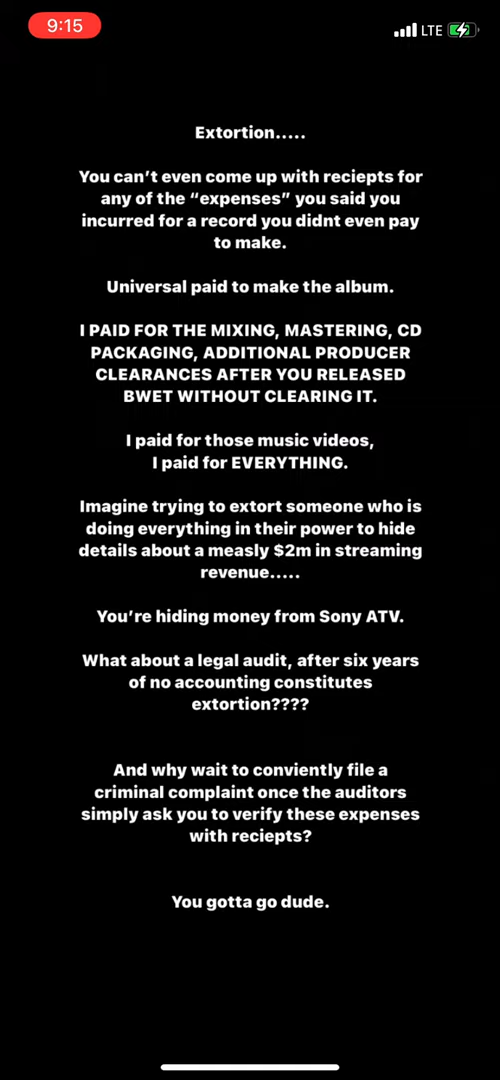 9:15
LTE
Extortion.....
You can’t even come up with reciepts for
any of the “expenses” you said you
incurred for a record you didnt even pay
to make.
Universal paid to make the album.
I PAID FOR THE MIXING, MASTERING, CD
PACKAGING, ADDITIONAL PRODUCER
CLEARANCES AFTER YOU RELEASED
BWET WITHOUT CLEARING IT.
I paid for those music videos,
I paid for EVERYTHING.
Imagine trying to extort someone who is
doing everything in their power to hide
details about a measly $2m in streaming
revenue.....
You’re hiding money from Sony ATV.
What about a legal audit, after six years
of no accounting constitutes
extortion????
And why wait to conviently file a
criminal complaint once the auditors
simply ask you to verify these expenses
with reciepts?
You gotta go dude.